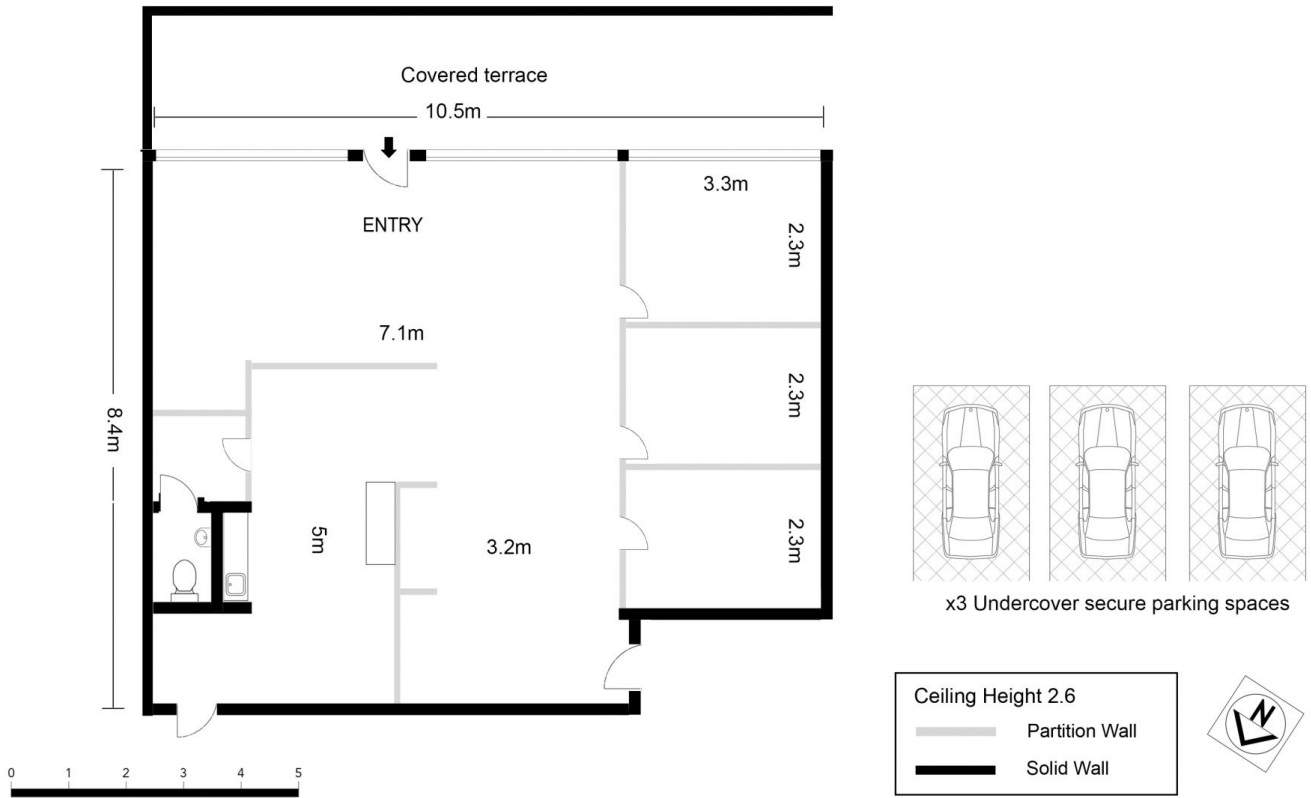 Covered terrace
10.5m
3.3m
2.3m
ENTRY
7.1m
2.3m
8.4m
5m
3.2m
2.3m
x3 Undercover secure parking spaces
Ceiling Height 2.6
Partition Wall
Solid Wall
N
0 1 2 3 4 5